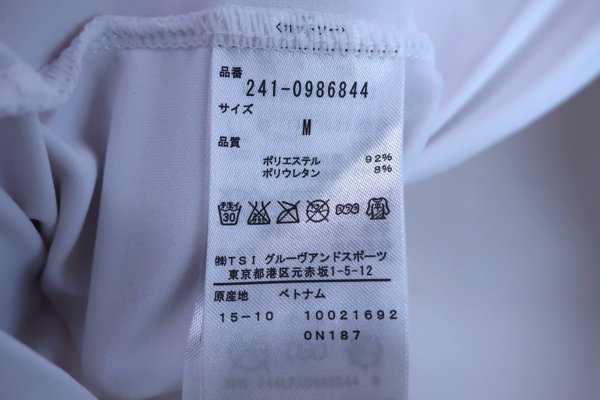 品番
241-0986844
サイズ
M
品質
ポリエステル 92%
ポリウレタン 8%
30
㈱TSI グルーヴアンドスポーツ
東京都港区元赤坂1-5-12
原産地 ベトナム
15-10 10021692
0N187